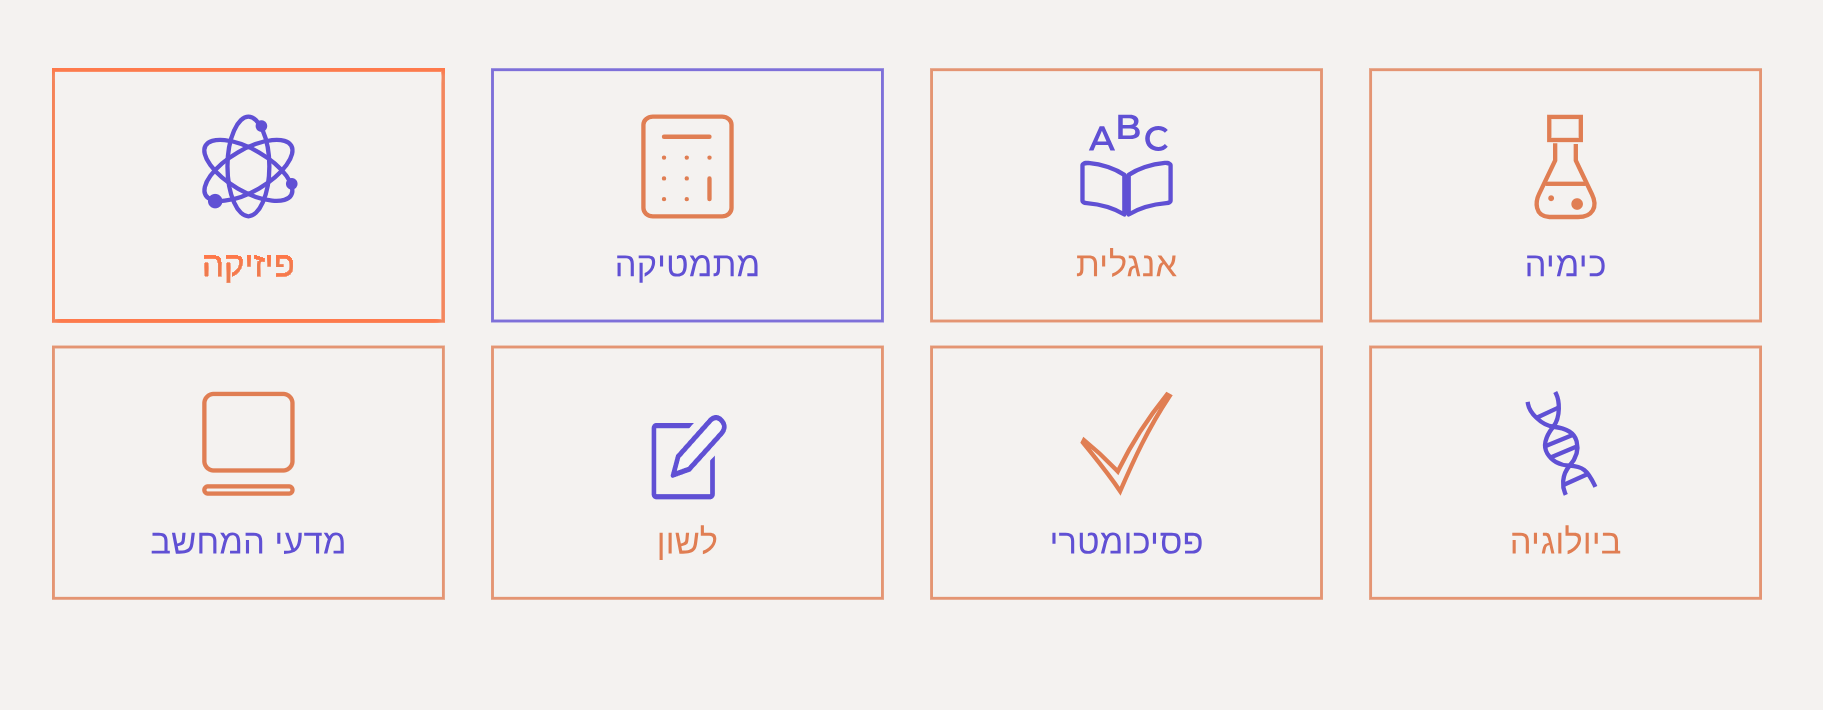 ABC
כימיה
אנגלית
מתמטיקה
פיזיקה
ביולוגיה
פסיכומטרי
לשון
מדעי המחשב